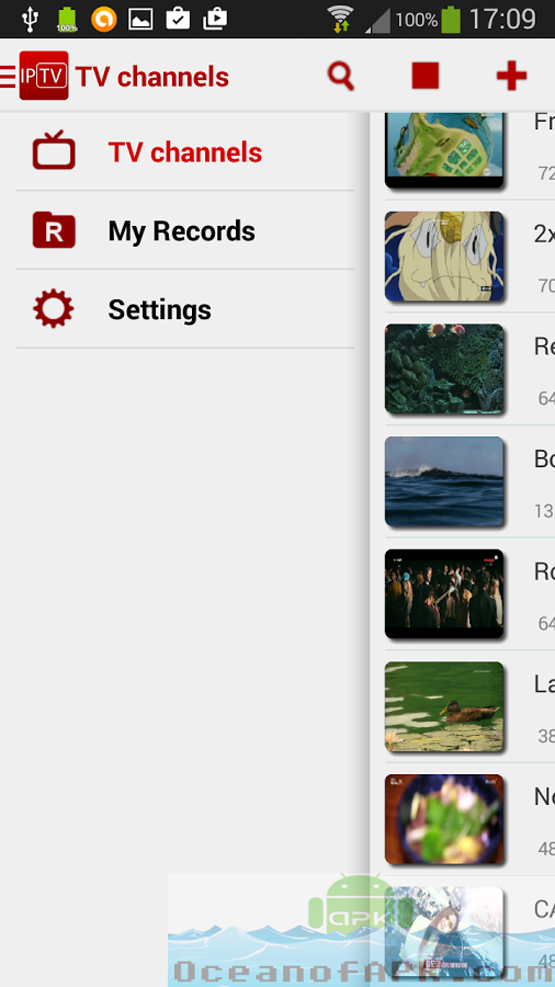 100%
100% 17:09
IPTV TV channels
TV channels
R My Records
Settings
Fr
72
2x
70
Re
64
Bo
13
Ro
64
La
38
No
48
CA
48
apk
OceanofAPK.com